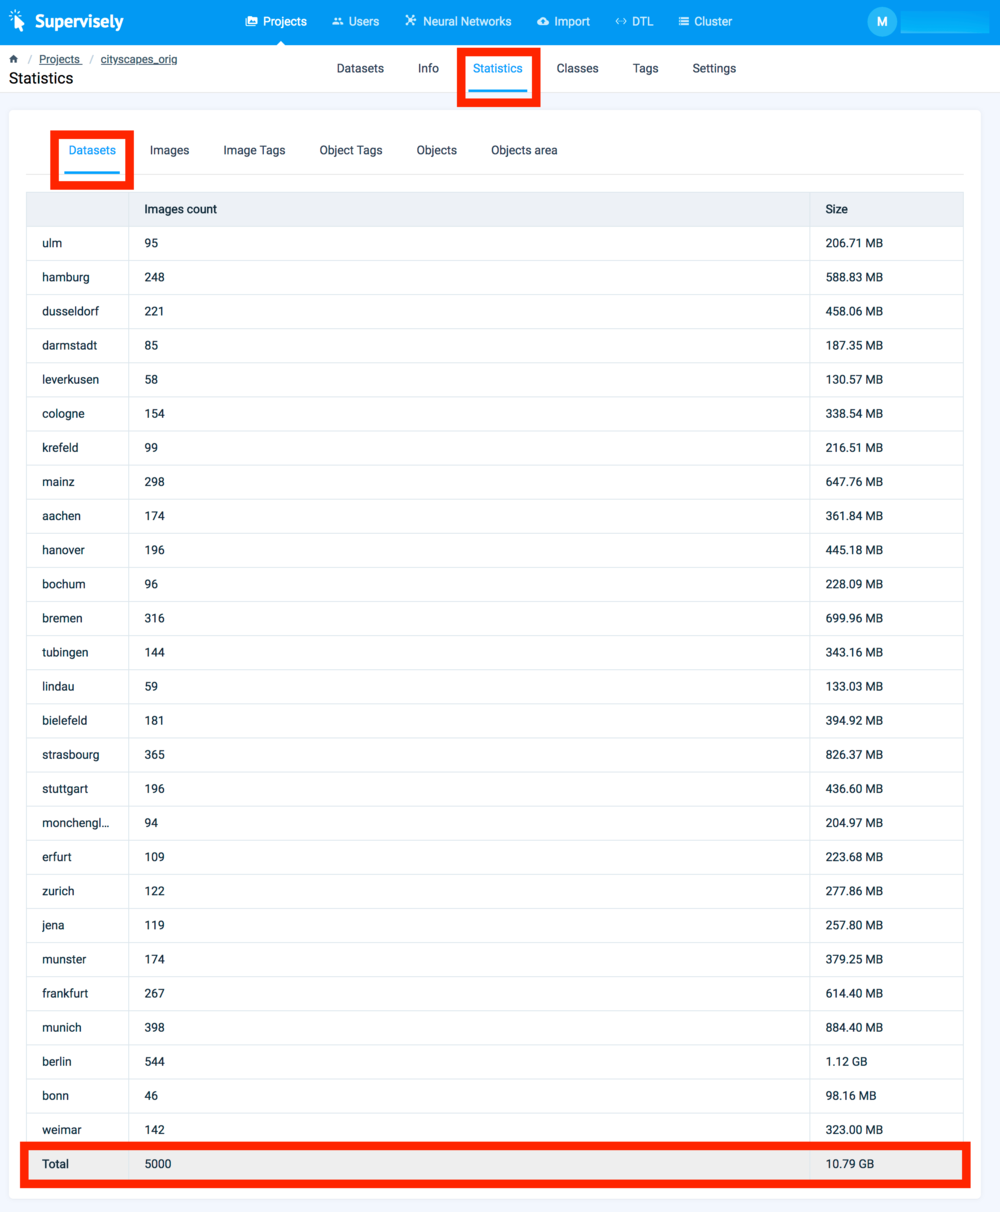 Supervisely Projects Users Neural Networks Import DTL Cluster M
/ Projects / cityscapes_orig
Statistics
Datasets Info Statistics Classes Tags Settings
Datasets Images Image Tags Object Tags Objects Objects area
Images count Size
ulm 95 206.71 MB
hamburg 248 588.83 MB
dusseldorf 221 458.06 MB
darmstadt 85 187.35 MB
leverkusen 58 130.57 MB
cologne 154 338.54 MB
krefeld 99 216.51 MB
mainz 298 647.76 MB
aachen 174 361.84 MB
hanover 196 445.18 MB
bochum 96 228.09 MB
bremen 316 699.96 MB
tubingen 144 343.16 MB
lindau 59 133.03 MB
bielefeld 181 394.92 MB
strasbourg 365 826.37 MB
stuttgart 196 436.60 MB
monchengl... 94 204.97 MB
erfurt 109 223.68 MB
zurich 122 277.86 MB
jena 119 257.80 MB
munster 174 379.25 MB
frankfurt 267 614.40 MB
munich 398 884.40 MB
berlin 544 1.12 GB
bonn 46 98.16 MB
weimar 142 323.00 MB
Total 5000 10.79 GB